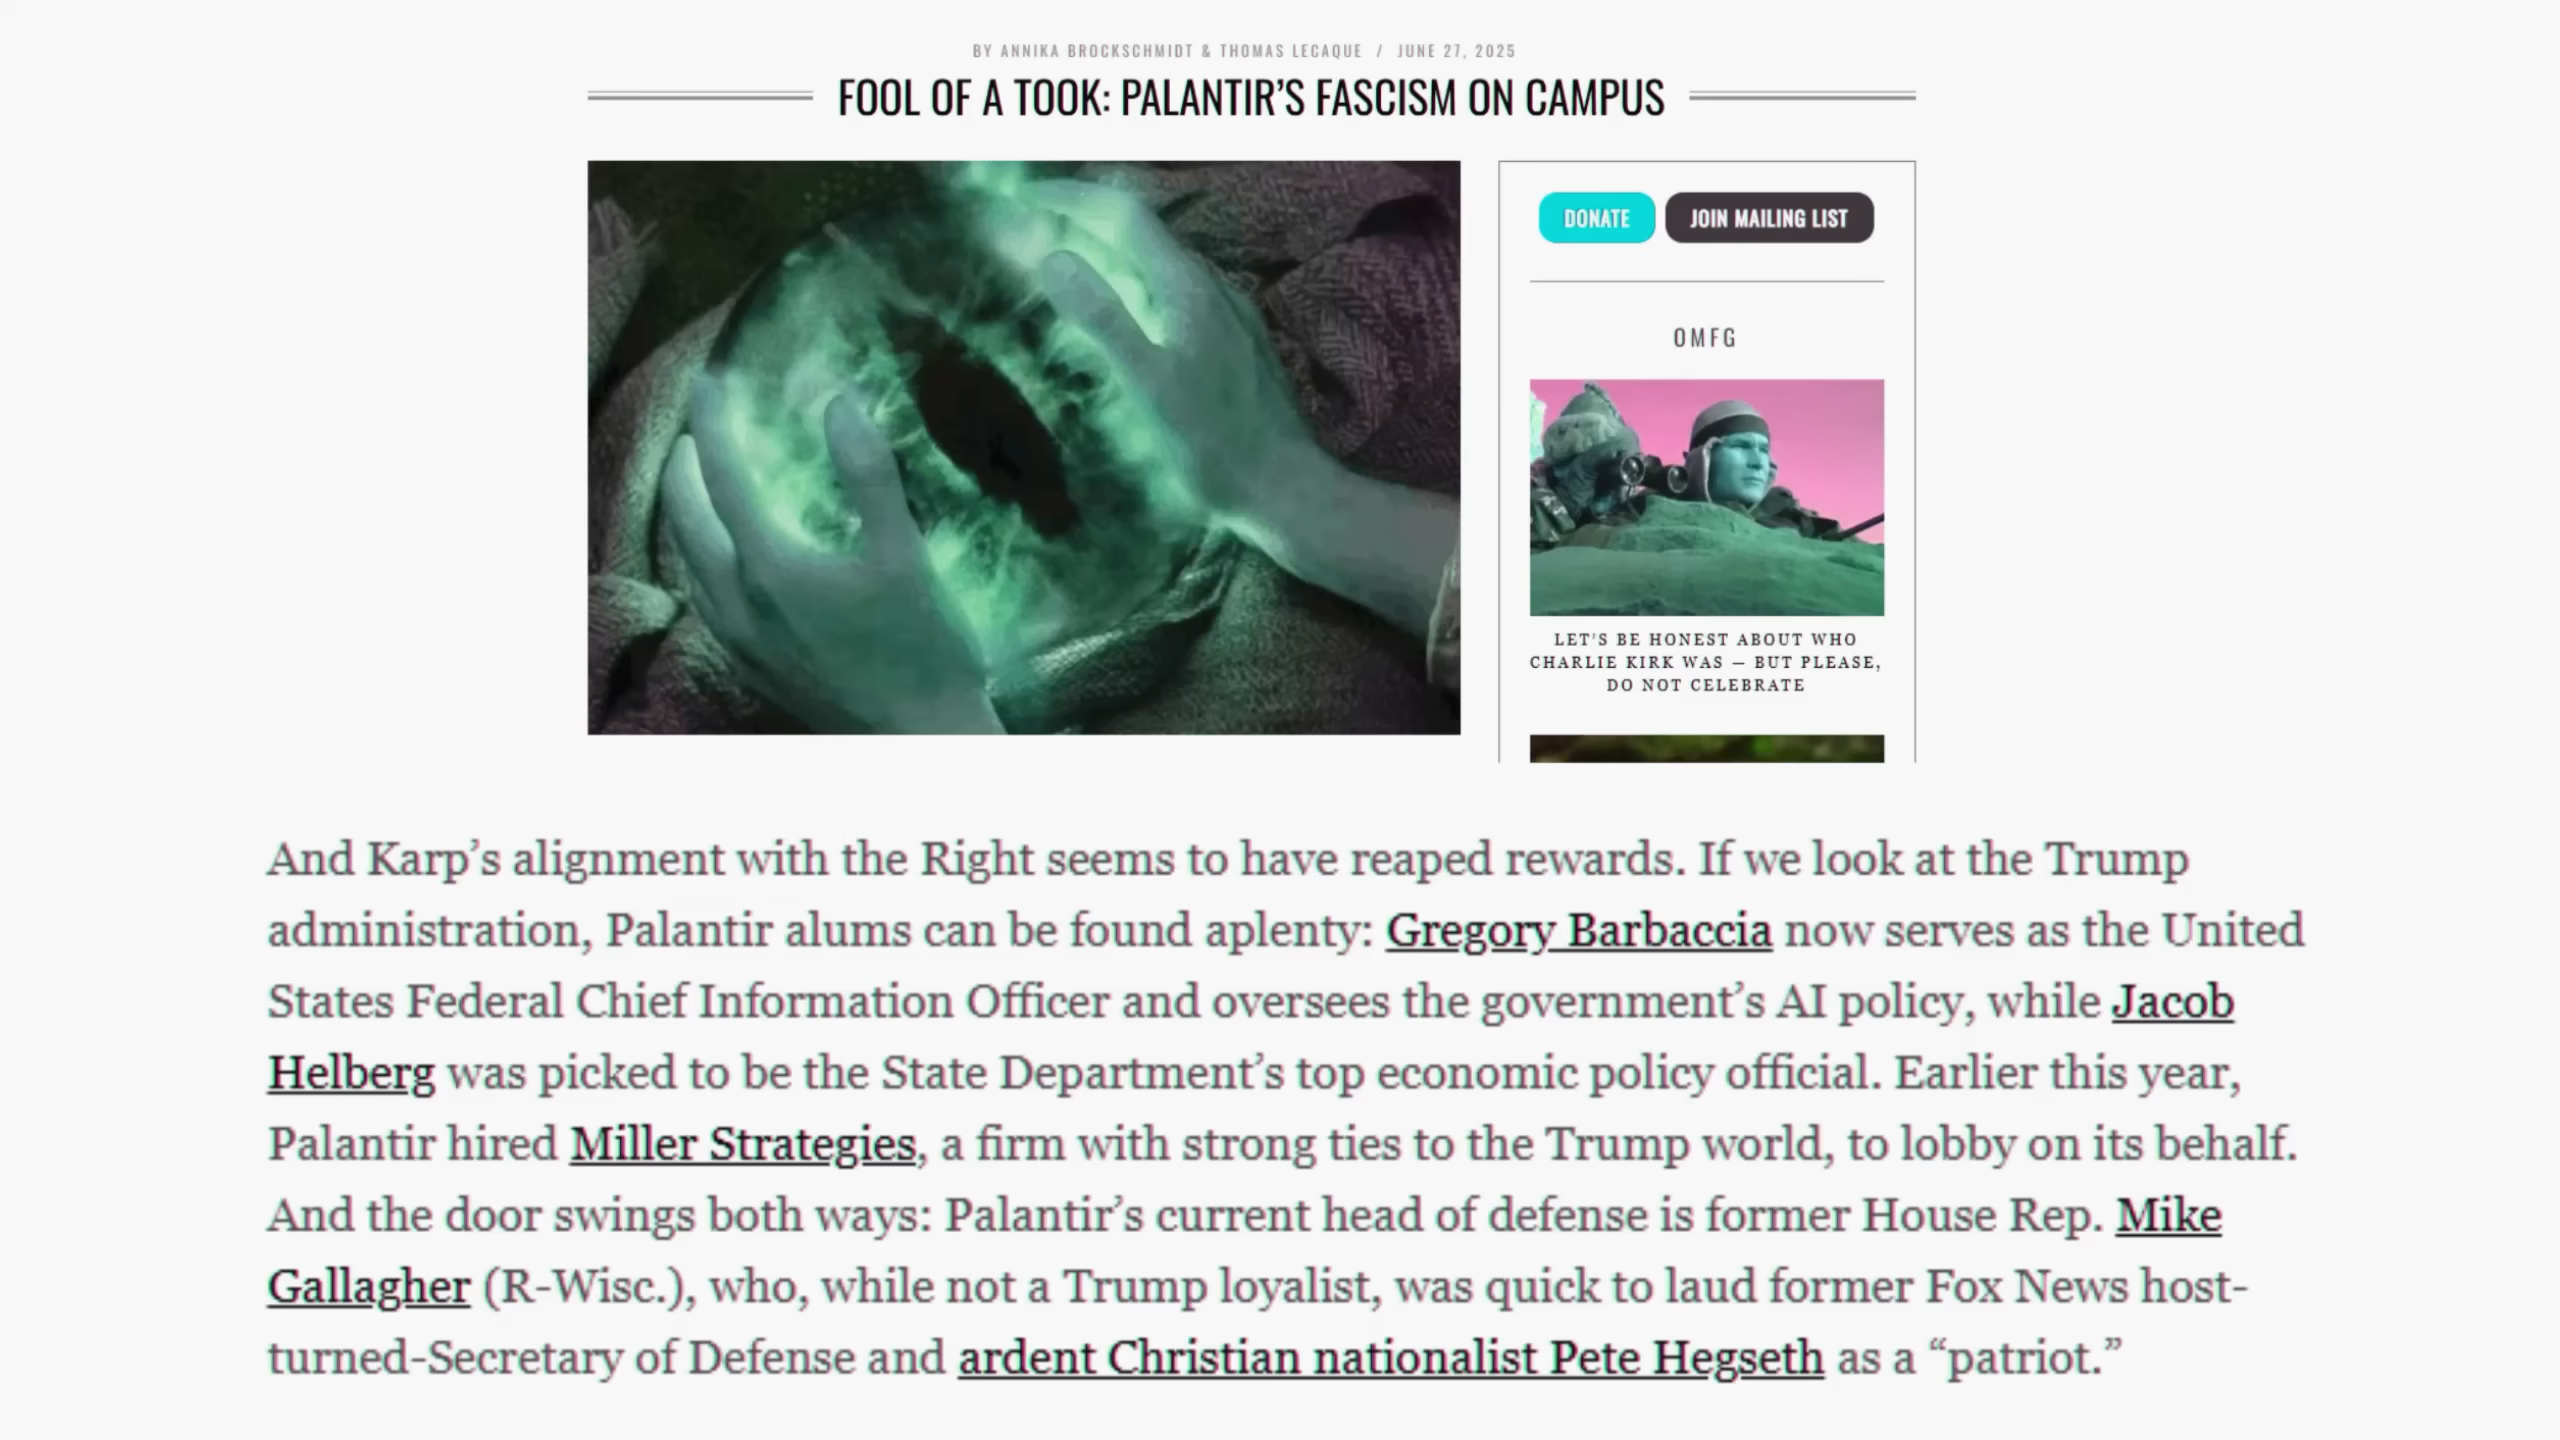 BY ANNIKA BROCKSCHMIDT & THOMAS LECAQUE / JUNE 27, 2025
FOOL OF A TOOK: PALANTIR’S FASCISM ON CAMPUS
DONATE
JOIN MAILING LIST
OMFG
LET’S BE HONEST ABOUT WHO
CHARLIE KIRK WAS – BUT PLEASE,
DO NOT CELEBRATE
And Karp’s alignment with the Right seems to have reaped rewards. If we look at the Trump
administration, Palantir alums can be found aplenty: Gregory Barbaccia now serves as the United
States Federal Chief Information Officer and oversees the government’s AI policy, while Jacob
Helberg was picked to be the State Department’s top economic policy official. Earlier this year,
Palantir hired Miller Strategies, a firm with strong ties to the Trump world, to lobby on its behalf.
And the door swings both ways: Palantir’s current head of defense is former House Rep. Mike
Gallagher (R-Wisc.), who, while not a Trump loyalist, was quick to laud former Fox News host-
turned-Secretary of Defense and ardent Christian nationalist Pete Hegseth as a “patriot.”